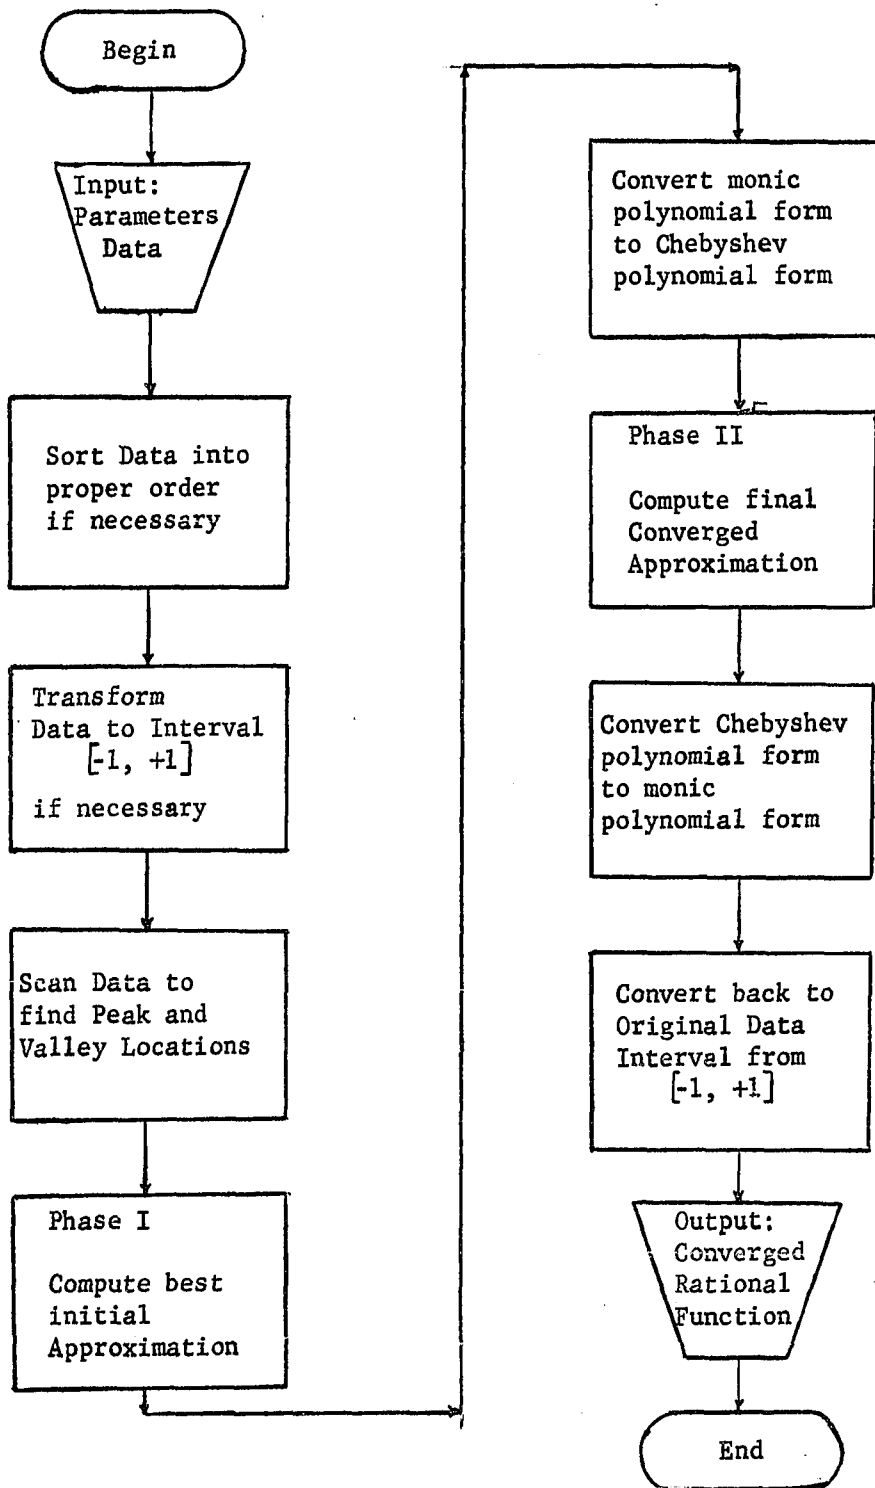 Begin
Input:
Parameters
Data
Sort Data into
proper order
if necessary
Transform
Data to Interval
[-1, +1]
if necessary
Scan Data to
find Peak and
Valley Locations
Phase I
Compute best
initial
Approximation
Convert monic
polynomial form
to Chebyshev
polynomial form
Phase II
Compute final
Converged
Approximation
Convert Chebyshev
polynomial form
to monic
polynomial form
Convert back to
Original Data
Interval from
[-1, +1]
Output:
Converged
Rational
Function
End